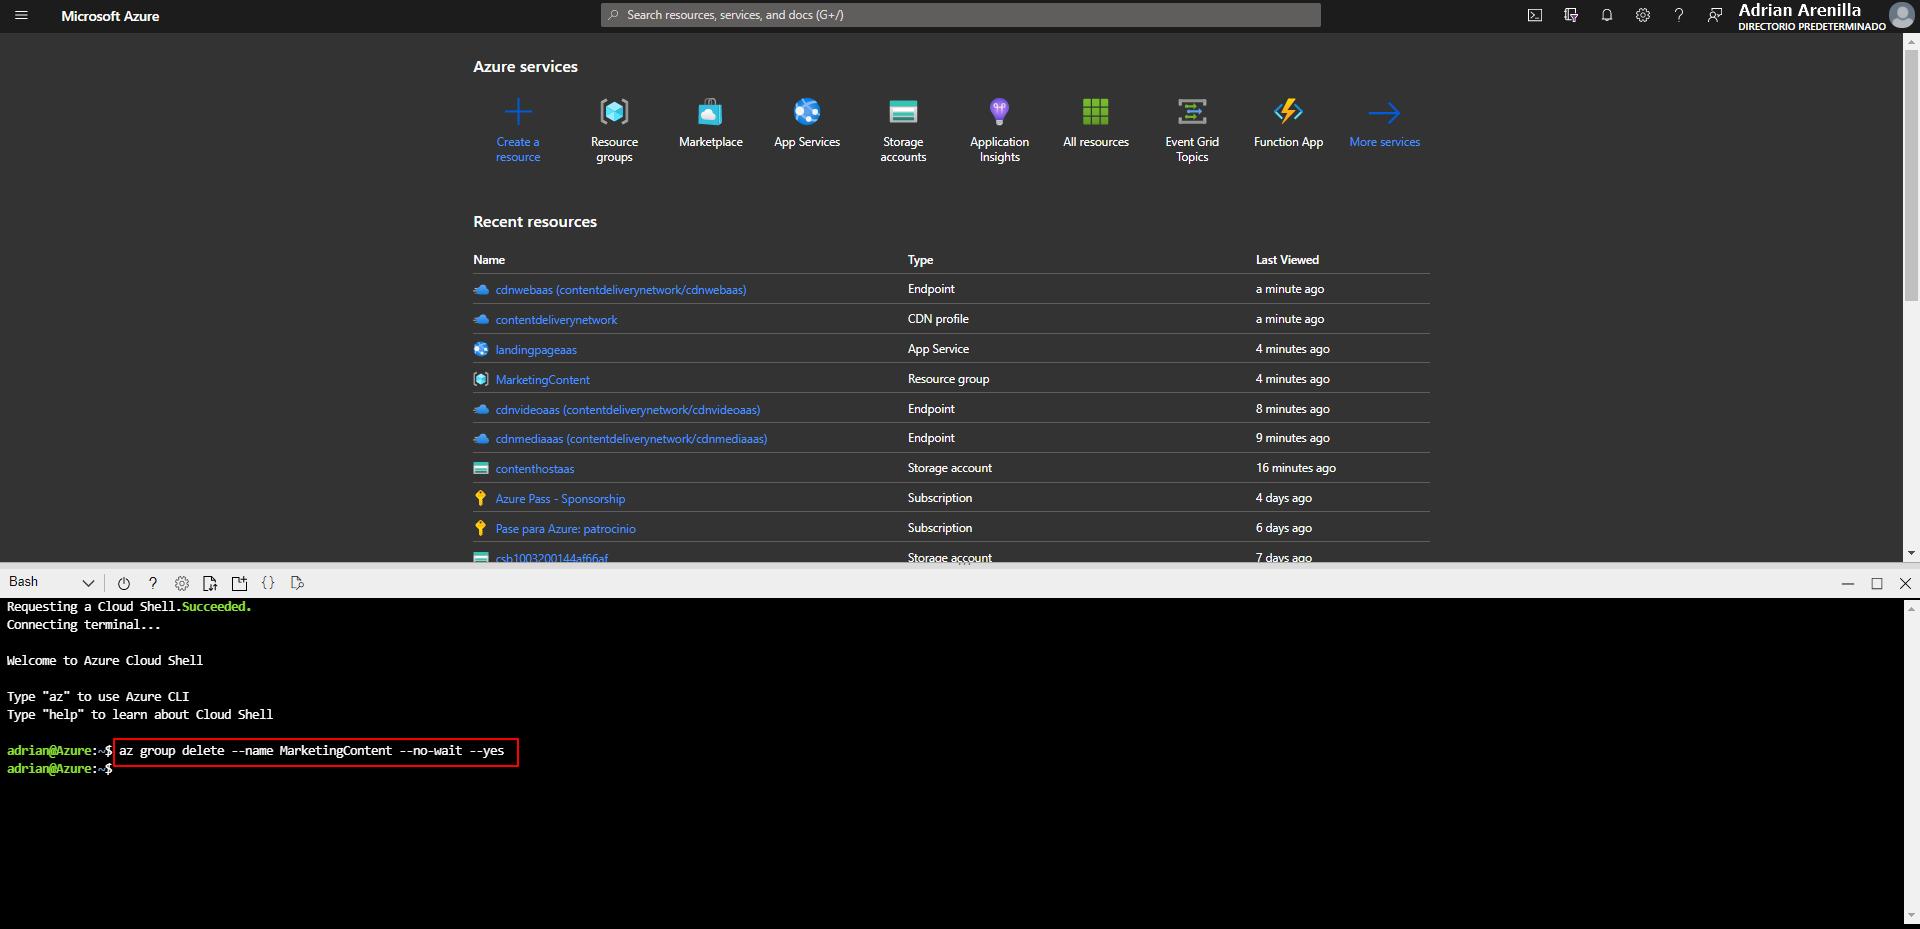 Microsoft Azure
Search resources, services, and docs (G+/)
Adrian Arenilla
DIRECTORIO PREDETERMINADO
Azure services
Create a resource
Resource groups
Marketplace
App Services
Storage accounts
Application Insights
All resources
Event Grid Topics
Function App
More services
Recent resources
Name Type Last Viewed
cdnwebaas (contentdeliverynetwork/cdnwebaas) Endpoint a minute ago
contentdeliverynetwork CDN profile a minute ago
landingpageaas App Service 4 minutes ago
MarketingContent Resource group 4 minutes ago
cdnvideoaas (contentdeliverynetwork/cdnvideoaas) Endpoint 8 minutes ago
cdnmediaaas (contentdeliverynetwork/cdnmediaaas) Endpoint 9 minutes ago
contenthostaas Storage account 16 minutes ago
Azure Pass - Sponsorship Subscription 4 days ago
Pase para Azure: patrocinio Subscription 6 days ago
csb1003200144af66af Storage account 7 days ago
Bash
Requesting a Cloud Shell.Succeeded.
Connecting terminal...
Welcome to Azure Cloud Shell
Type "az" to use Azure CLI
Type "help" to learn about Cloud Shell
adrian@Azure:~$ az group delete --name MarketingContent --no-wait --yes
adrian@Azure:~$